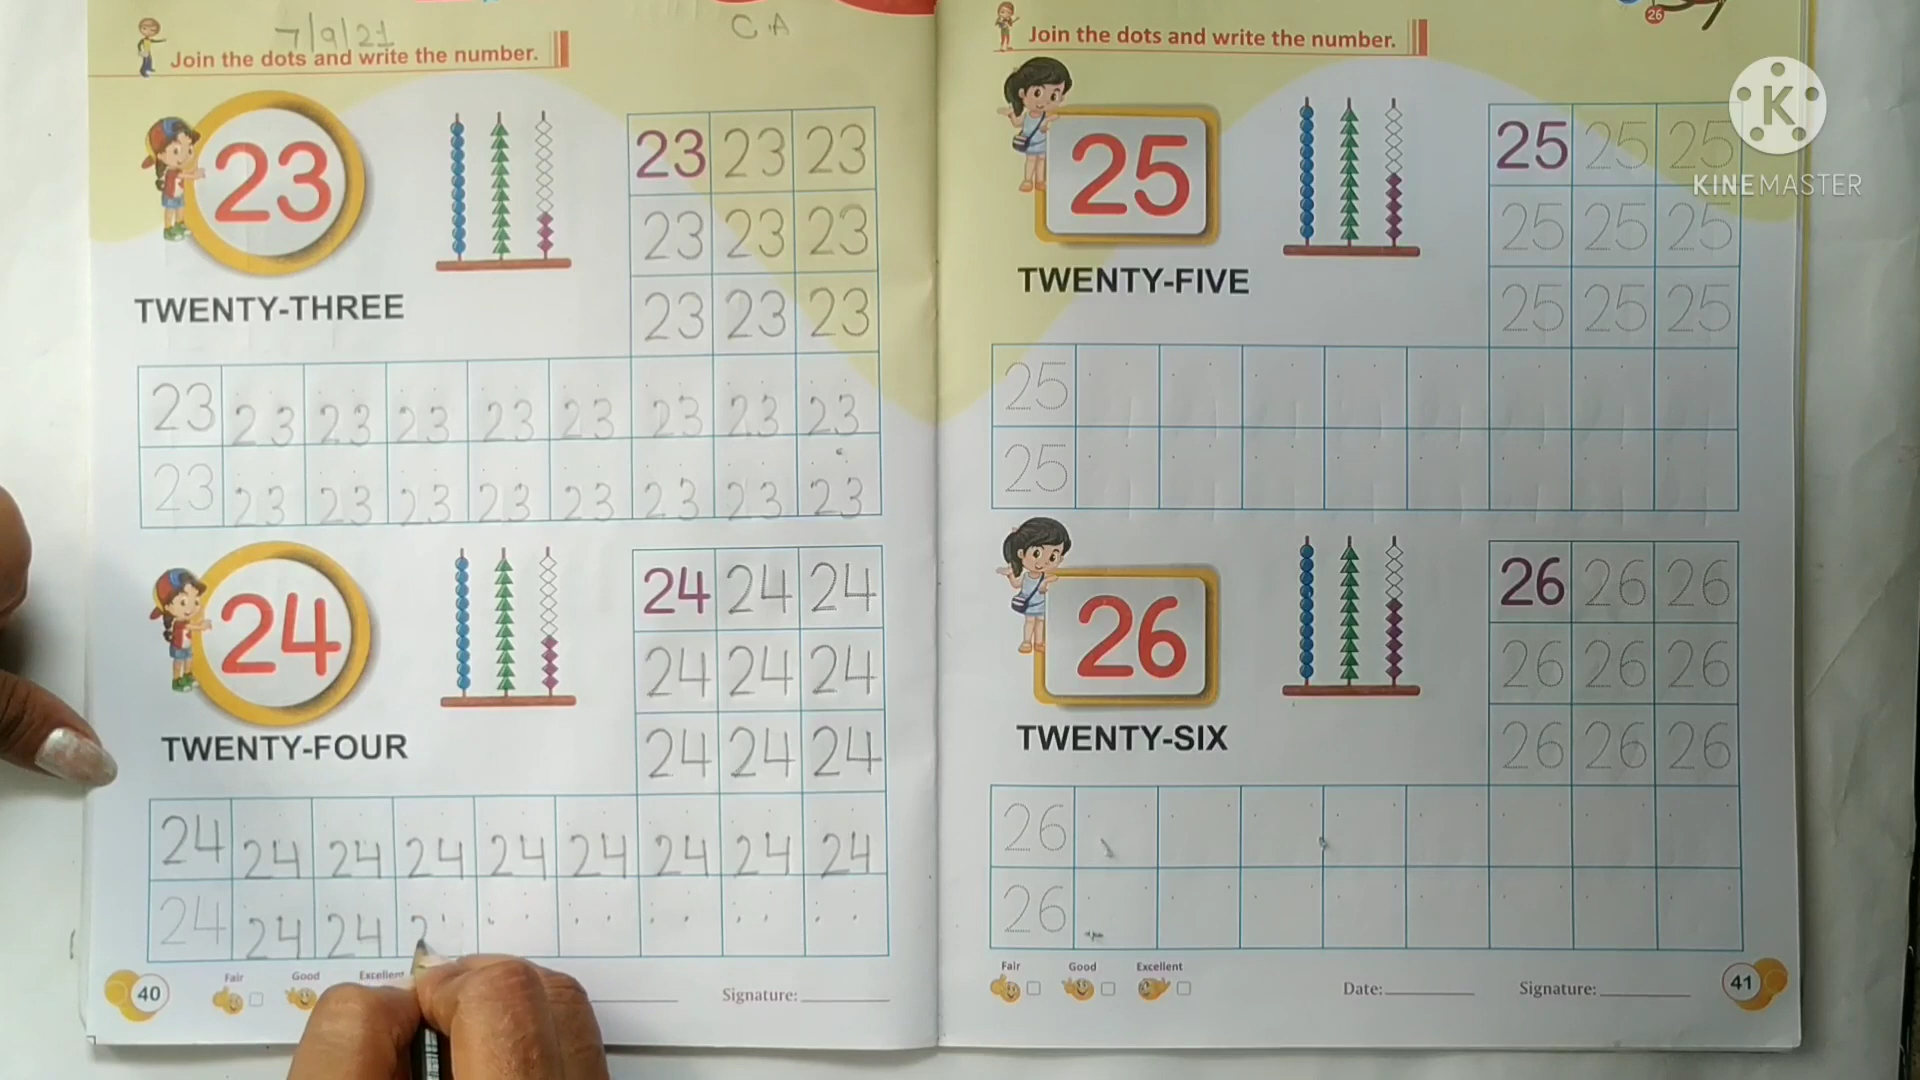 7/9/21
C.A
Join the dots and write the number.
23
23 23 23
23 23 23
23 23 23
TWENTY-THREE
23 23 23 23 23 23 23 23 23
23 23 23 23 23 23 23 23 23
24
24 24 24
24 24 24
24 24 24
TWENTY-FOUR
24 24 24 24 24 24 24 24 24
24 24 24 2
40
Fair
Good
Excellent
Signature:
26
Join the dots and write the number.
K
KINEMASTER
25
25 25 25
25 25 25
25 25 25
TWENTY-FIVE
25
25
26
26 26 26
26 26 26
26 26 26
TWENTY-SIX
26
26
Fair
Good
Excellent
Date:
Signature:
41